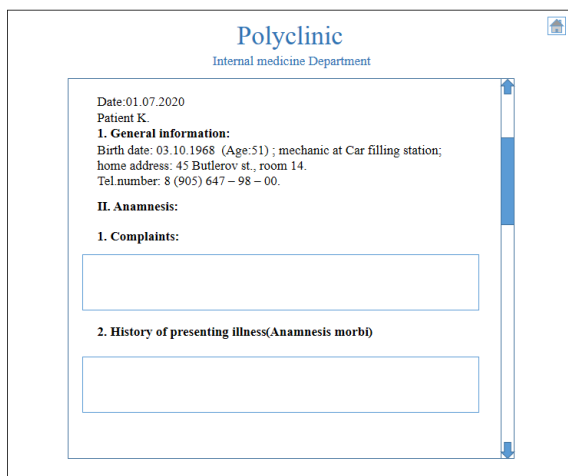 Polyclinic
Internal medicine Department
Date:01.07.2020
Patient K.
1. General information:
Birth date: 03.10.1968  (Age:51) ; mechanic at Car filling station;
home address: 45 Butlerov st., room 14.
Tel.number: 8 (905) 647 – 98 – 00.
II. Anamnesis:
1. Complaints:
2. History of presenting illness(Anamnesis morbi)